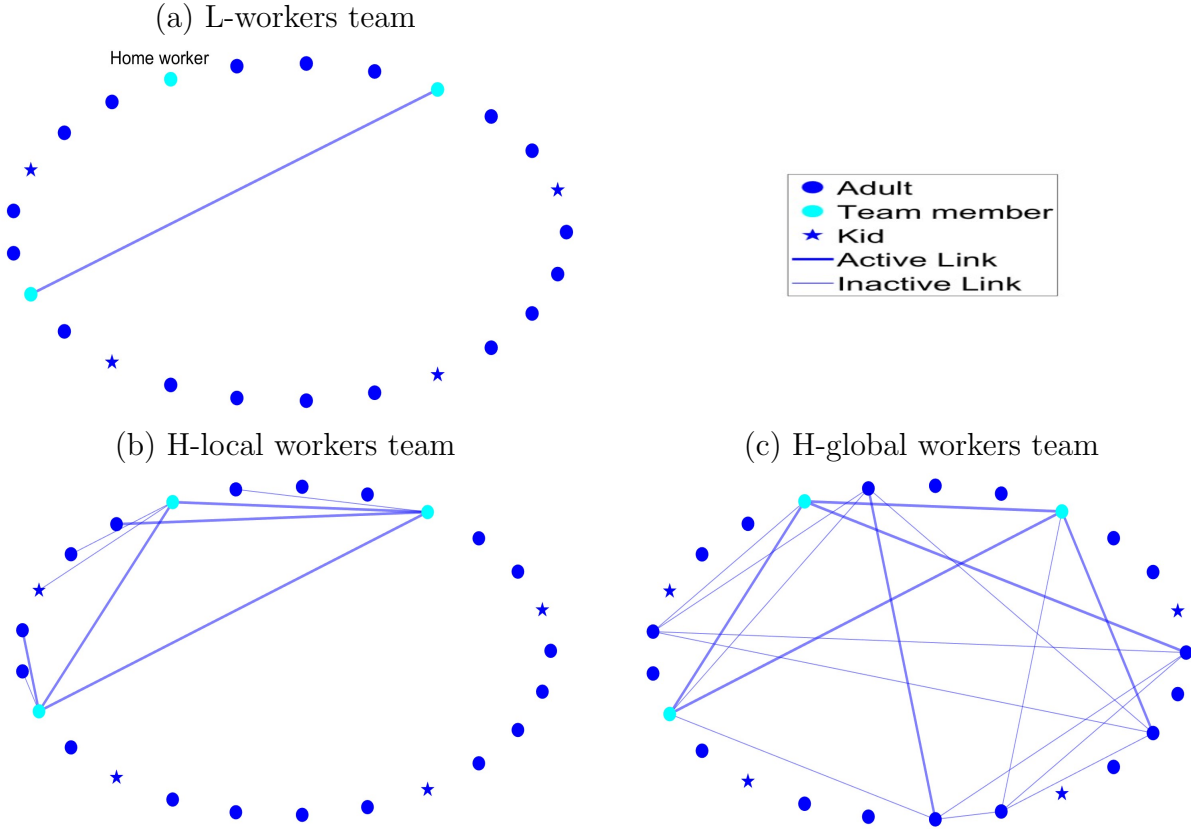 (a) L-workers team
Home worker
Adult
Team member
Kid
Active Link
Inactive Link
(b) H-local workers team
(c) H-global workers team